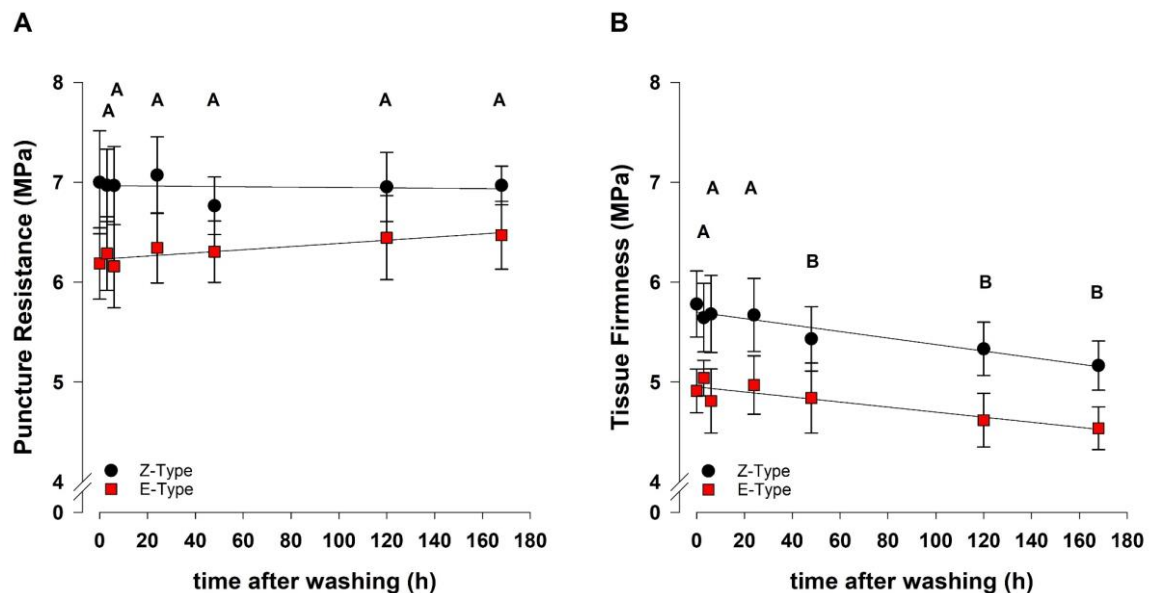 A
B
8
7
6
5
4
0
Puncture Resistance (MPa)
A
A
A
A
A
A
Z-Type
E-Type
0 20 40 60 80 100 120 140 160 180
time after washing (h)
8
7
6
5
4
0
Tissue Firmness (MPa)
A
A
A
B
B
B
Z-Type
E-Type
0 20 40 60 80 100 120 140 160 180
time after washing (h)